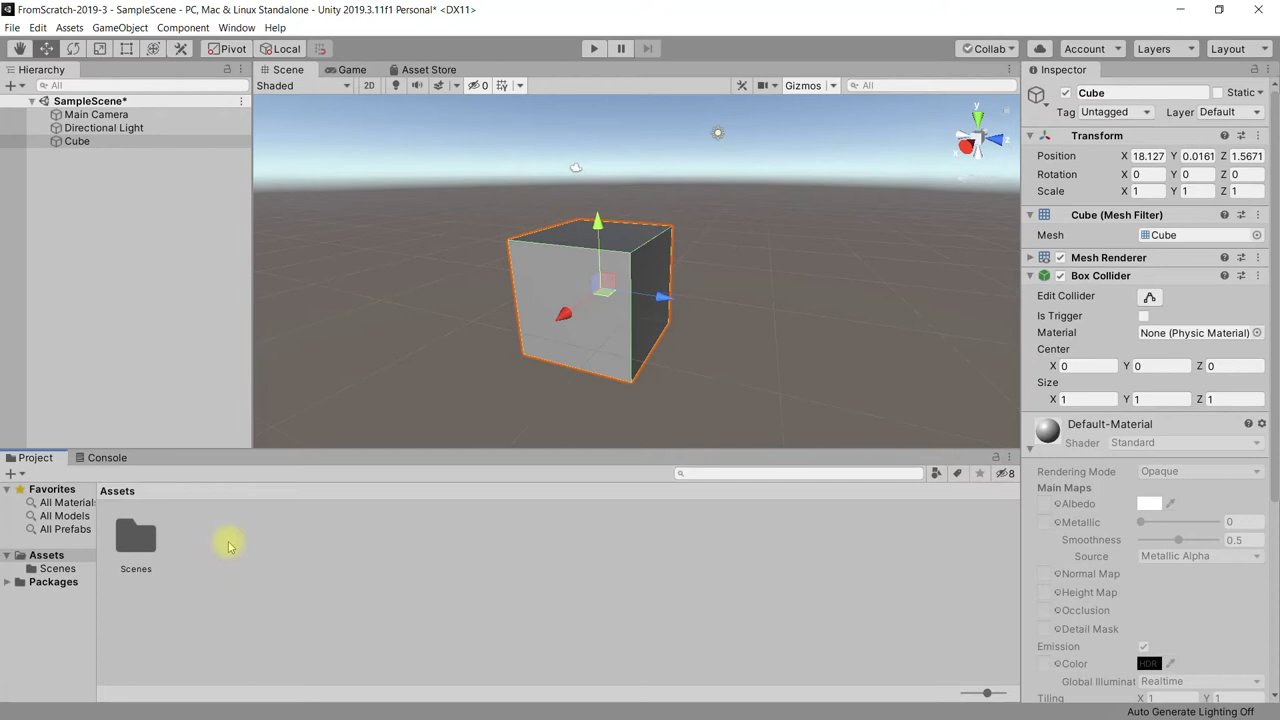 FromScratch-2019-3 - SampleScene - PC, Mac & Linux Standalone - Unity 2019.3.11f1 Personal* <DX11>
File Edit Assets GameObject Component Window Help
Pivot Local Collab Account Layers Layout
Hierarchy
All
SampleScene*
Main Camera
Directional Light
Cube
Scene Game Asset Store
Shaded 2D 0 Gizmos All
y
z
x
Inspector
Cube Static
Tag Untagged Layer Default
Transform
Position X 18.127 Y 0.0161 Z 1.5671
Rotation X 0 Y 0 Z 0
Scale X 1 Y 1 Z 1
Cube (Mesh Filter)
Mesh Cube
Mesh Renderer
Box Collider
Edit Collider
Is Trigger
Material None (Physic Material)
Center
X 0 Y 0 Z 0
Size
X 1 Y 1 Z 1
Default-Material
Shader Standard
Rendering Mode Opaque
Main Maps
Albedo
Metallic 0
Smoothness 0.5
Source Metallic Alpha
Normal Map
Height Map
Occlusion
Detail Mask
Emission
Color HDR
Global Illuminat Realtime
Tiling X 1 Y 1
Project Console
8
Favorites
All Material
All Models
All Prefabs
Assets
Scenes
Packages
Assets
Scenes
Auto Generate Lighting Off